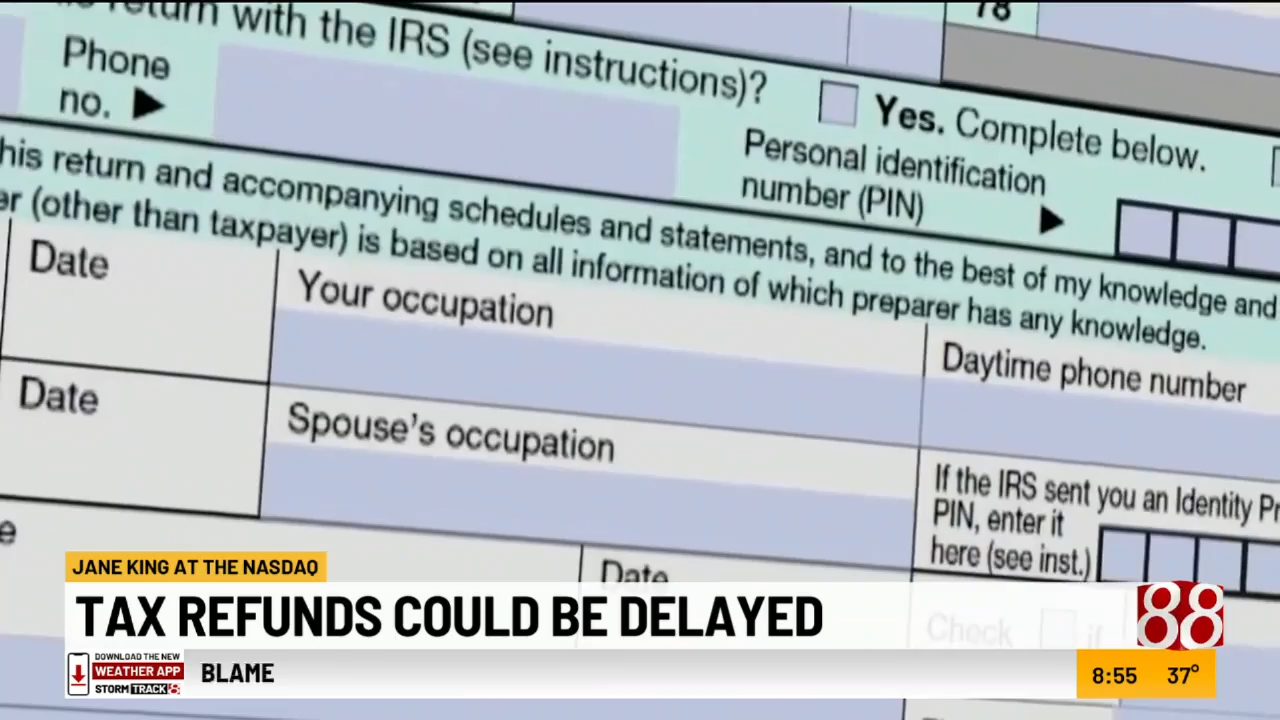 78
return with the IRS (see instructions)?
Phone
no.
Yes. Complete below.
Personal identification
number (PIN)
his return and accompanying schedules and statements, and to the best of my knowledge and
er (other than taxpayer) is based on all information of which preparer has any knowledge.
Date
Your occupation
Daytime phone number
Date
Spouse's occupation
If the IRS sent you an Identity Pr
PIN, enter it
here (see inst.)
e
Date
Check if
JANE KING AT THE NASDAQ
TAX REFUNDS COULD BE DELAYED
88
DOWNLOAD THE NEW
WEATHER APP
STORM TRACK 8
BLAME
8:55 37°